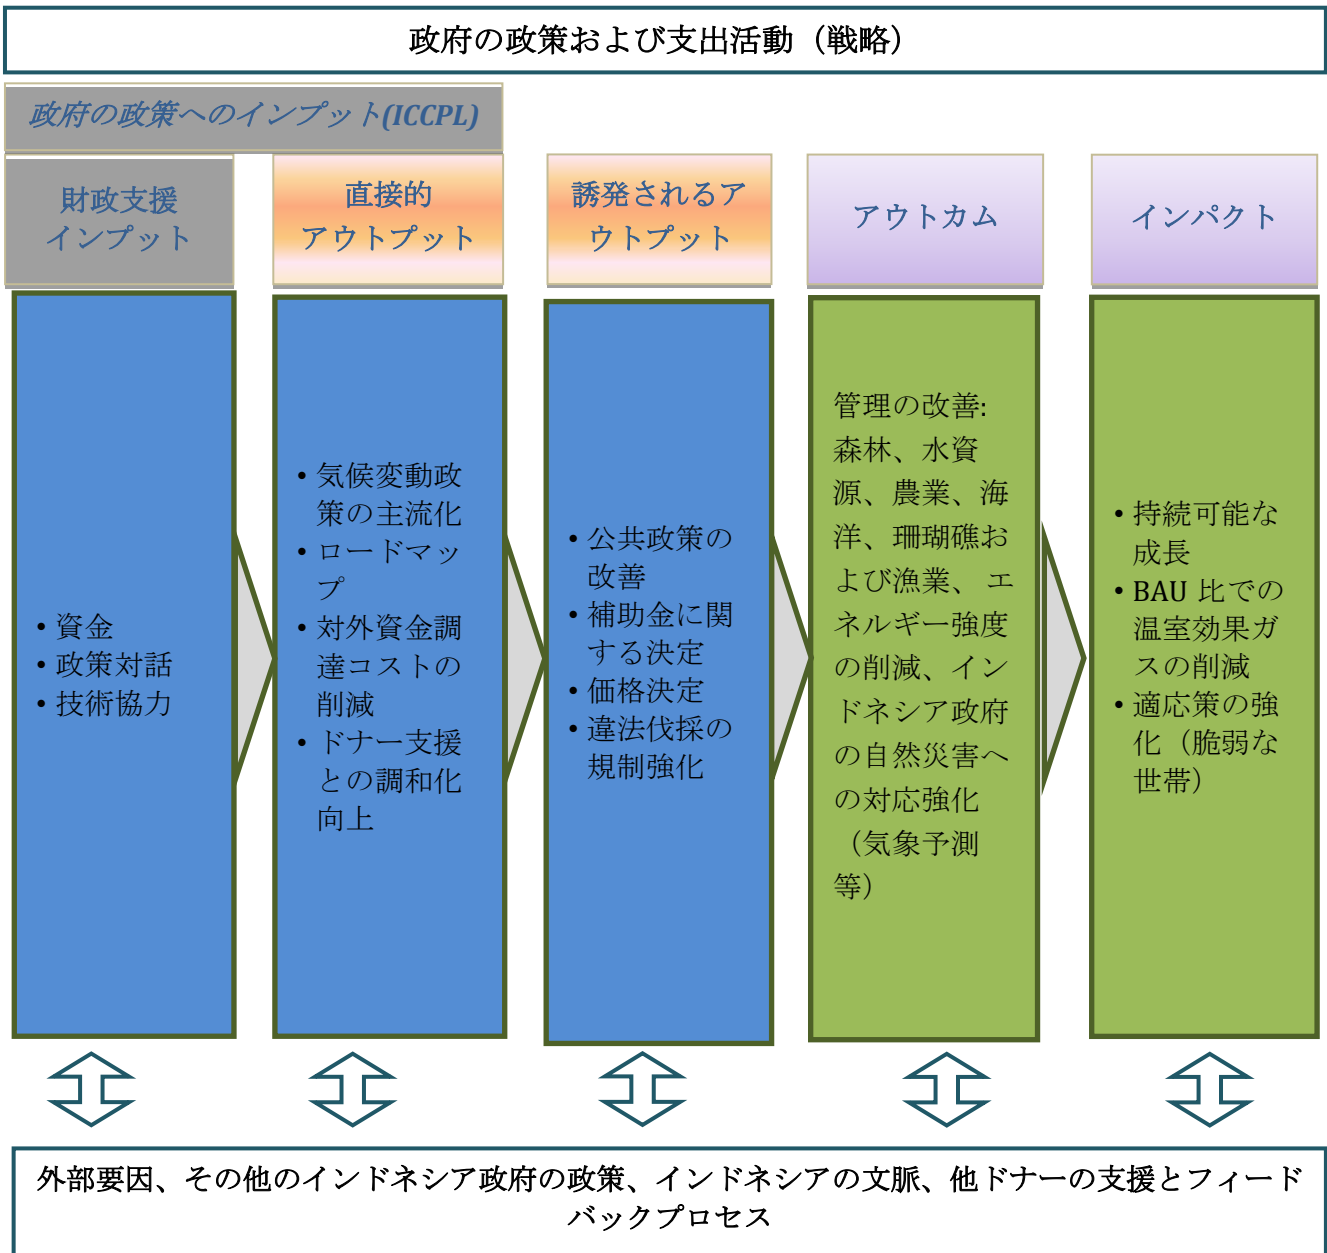 政府の政策および支出活動（戦略）
政府の政策へのインプット(ICCPL)
財政支援
インプット
直接的
アウトプット
誘発されるア
ウトプット
アウトカム
インパクト
• 資金
• 政策対話
• 技術協力
• 気候変動政
策の主流化
• ロードマッ
プ
• 対外資金調
達コストの
削減
• ドナー支援
との調和化
向上
• 公共政策の
改善
• 補助金に関
する決定
• 価格決定
• 違法伐採の
規制強化
管理の改善:
森林、水資
源、農業、海
洋、珊瑚礁お
よび漁業、 エ
ネルギー強度
の削減、イン
ドネシア政府
の自然災害へ
の対応強化
（気象予測
等）
• 持続可能な
成長
• BAU 比での
温室効果ガ
スの削減
• 適応策の強
化（脆弱な
世帯）
外部要因、その他のインドネシア政府の政策、インドネシアの文脈、他ドナーの支援とフィード
バックプロセス